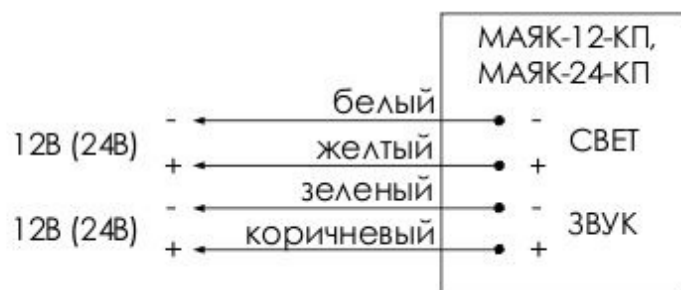 МАЯК-12-КП,
МАЯК-24-КП
- белый -
12В (24В) СВЕТ
+ желтый +
- зеленый -
12В (24В) ЗВУК
+ коричневый +